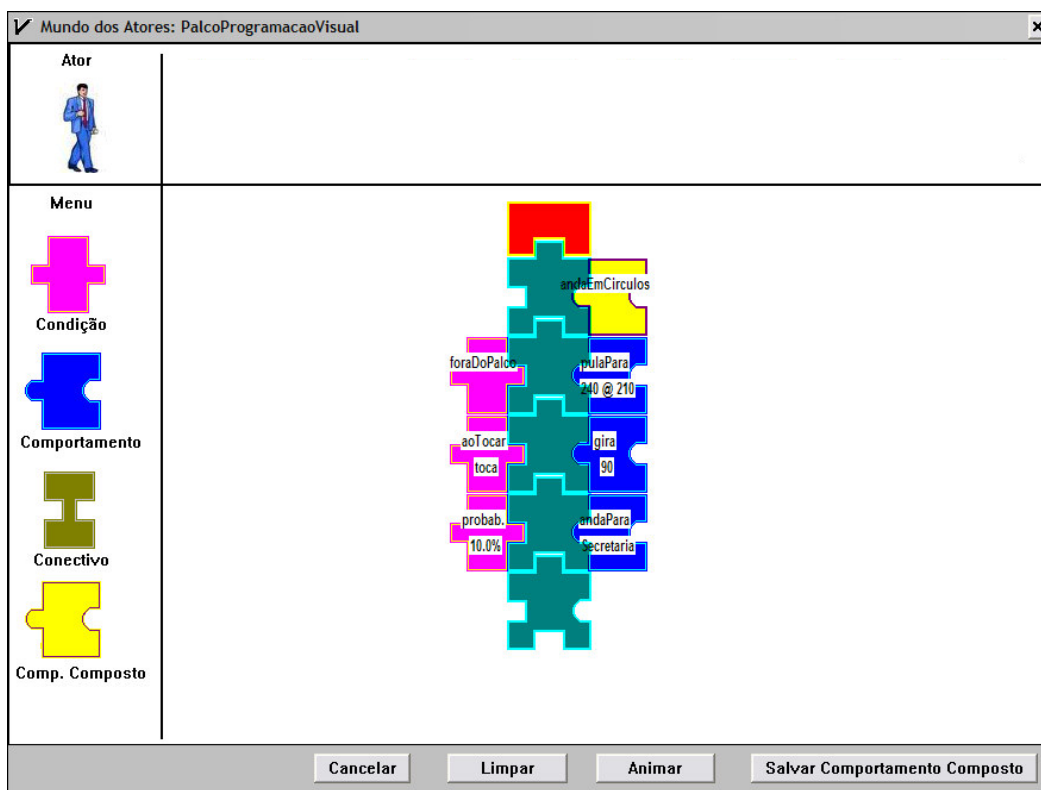 Mundo dos Atores: PalcoProgramacaoVisual
Ator
Menu
Condição
Comportamento
Conectivo
Comp. Composto
andaEmCirculos
foraDoPalco
pulaPara
240 @ 210
aoTocar
toca
gira
90
probab.
10.0%
andaPara
Secretaria
Cancelar
Limpar
Animar
Salvar Comportamento Composto